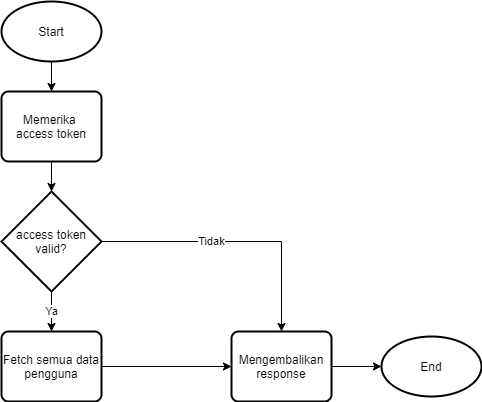 Start
Memerika
access token
access token
valid?
Tidak
Ya
Fetch semua data
pengguna
Mengembalikan
response
End